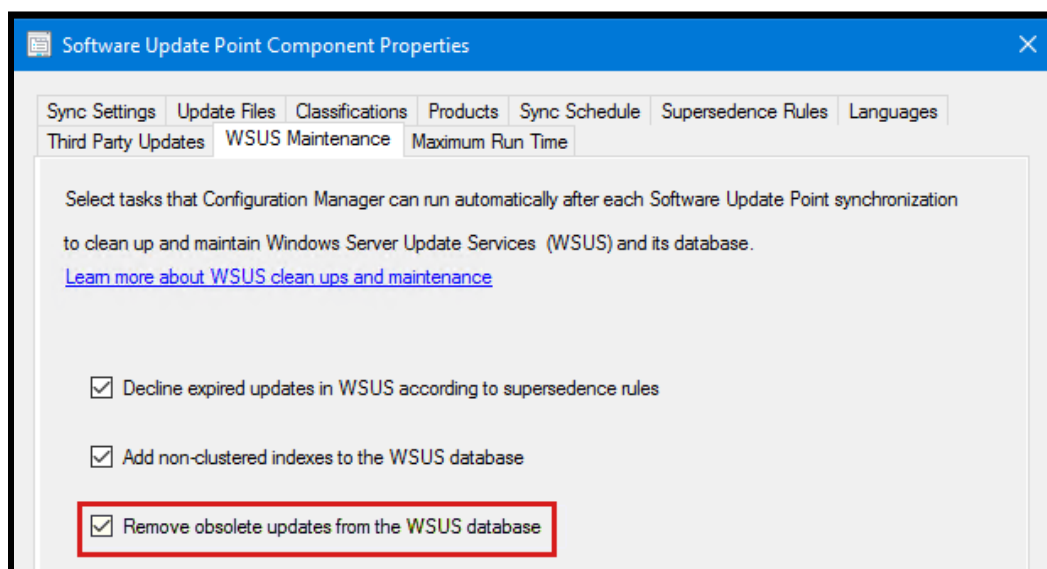 Software Update Point Component Properties
Sync Settings Update Files Classifications Products Sync Schedule Supersedence Rules Languages
Third Party Updates WSUS Maintenance Maximum Run Time
Select tasks that Configuration Manager can run automatically after each Software Update Point synchronization
to clean up and maintain Windows Server Update Services (WSUS) and its database.
Learn more about WSUS clean ups and maintenance
Decline expired updates in WSUS according to supersedence rules
Add non-clustered indexes to the WSUS database
Remove obsolete updates from the WSUS database